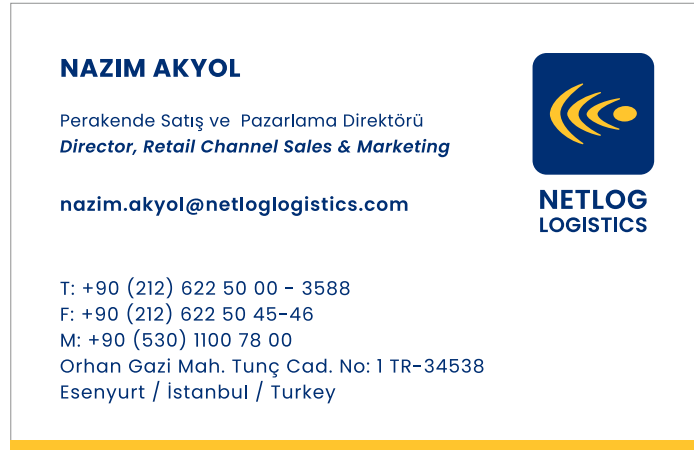 NAZIM AKYOL
Perakende Satış ve Pazarlama Direktörü
Director, Retail Channel Sales & Marketing
nazim.akyol@netloglogistics.com
NETLOG
LOGISTICS
T: +90 (212) 622 50 00 - 3588
F: +90 (212) 622 50 45-46
M: +90 (530) 1100 78 00
Orhan Gazi Mah. Tunç Cad. No: 1 TR-34538
Esenyurt / İstanbul / Turkey